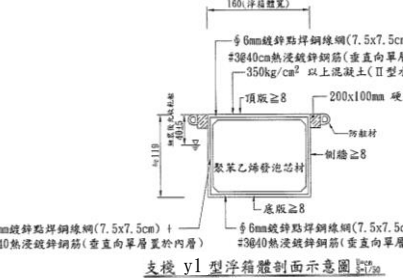 160(浮箱體寬)
∮6mm鍍鋅點焊鋼線網(7.5x7.5c
#3@40cm熱浸鍍鋅鋼筋(垂直向單層
350kg/cm² 以上混凝土(Ⅱ型水
頂版≧8
200x100mm 硬
40±5
≒119
防舷材
側牆≧8
聚苯乙烯發泡芯材
底版≧8
mm鍍鋅點焊鋼線網(7.5x7.5cm) +
40熱浸鍍鋅鋼筋(垂直向單層置於內層)
∮6mm鍍鋅點焊鋼線網(7.5x7.5cm)
#3@40熱浸鍍鋅鋼筋(垂直向單層
支棧 y1 型浮箱體剖面示意圖
S=1/50